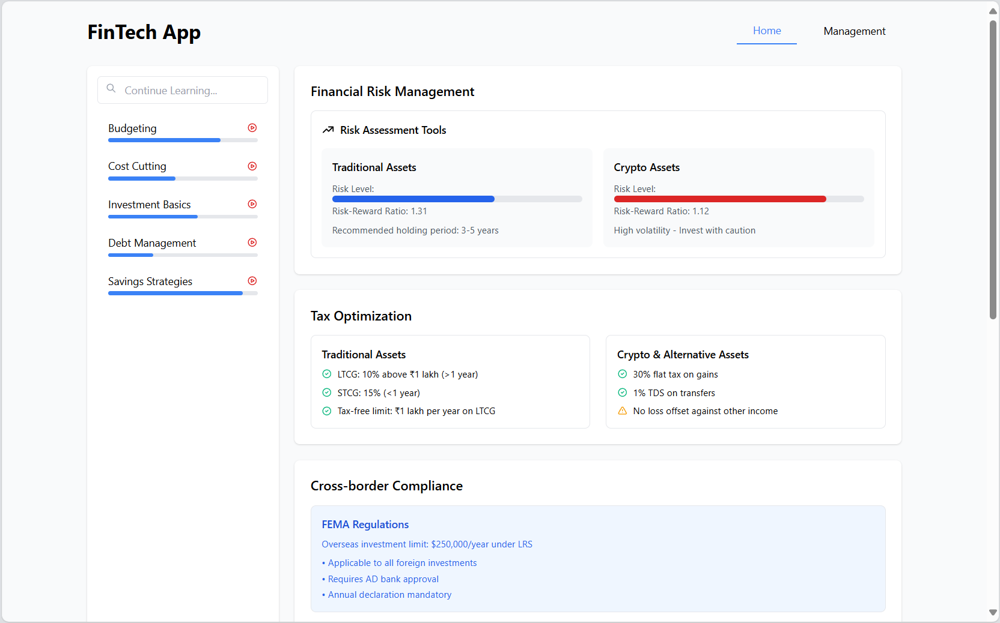 FinTech App
Home
Management
Continue Learning...
Budgeting
Cost Cutting
Investment Basics
Debt Management
Savings Strategies
Financial Risk Management
Risk Assessment Tools
Traditional Assets
Risk Level:
Risk-Reward Ratio: 1.31
Recommended holding period: 3-5 years
Crypto Assets
Risk Level:
Risk-Reward Ratio: 1.12
High volatility - Invest with caution
Tax Optimization
Traditional Assets
LTCG: 10% above ₹1 lakh (>1 year)
STCG: 15% (<1 year)
Tax-free limit: ₹1 lakh per year on LTCG
Crypto & Alternative Assets
30% flat tax on gains
1% TDS on transfers
No loss offset against other income
Cross-border Compliance
FEMA Regulations
Overseas investment limit: $250,000/year under LRS
• Applicable to all foreign investments
• Requires AD bank approval
• Annual declaration mandatory